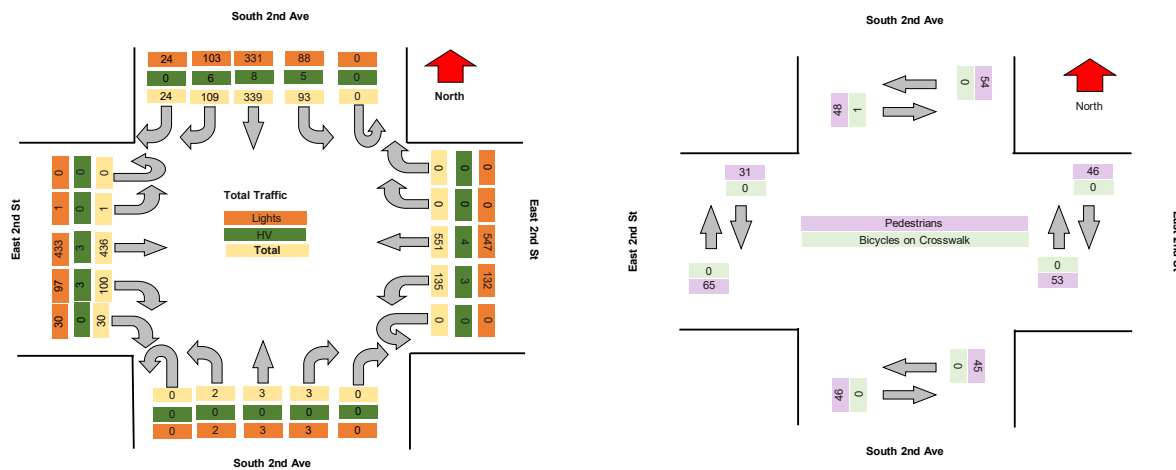 South 2nd Ave
24 103 331 88 0
0 6 8 5 0
24 109 339 93 0
North
0 0 0
0 0 0
0 0 0
1 0 1
0 0 0
Total Traffic
Lights
HV
Total
East 2nd St
433 3 436
551 4 547
East 2nd St
97 3 100
135 3 132
30 0 30
0 0 0
0 2 3 3 0
0 0 0 0 0
0 2 3 3 0
South 2nd Ave
South 2nd Ave
0 54
48 1
North
31
0
46
0
East 2nd St
Pedestrians
Bicycles on Crosswalk
0
65
0
53
0 45
46 0
South 2nd Ave